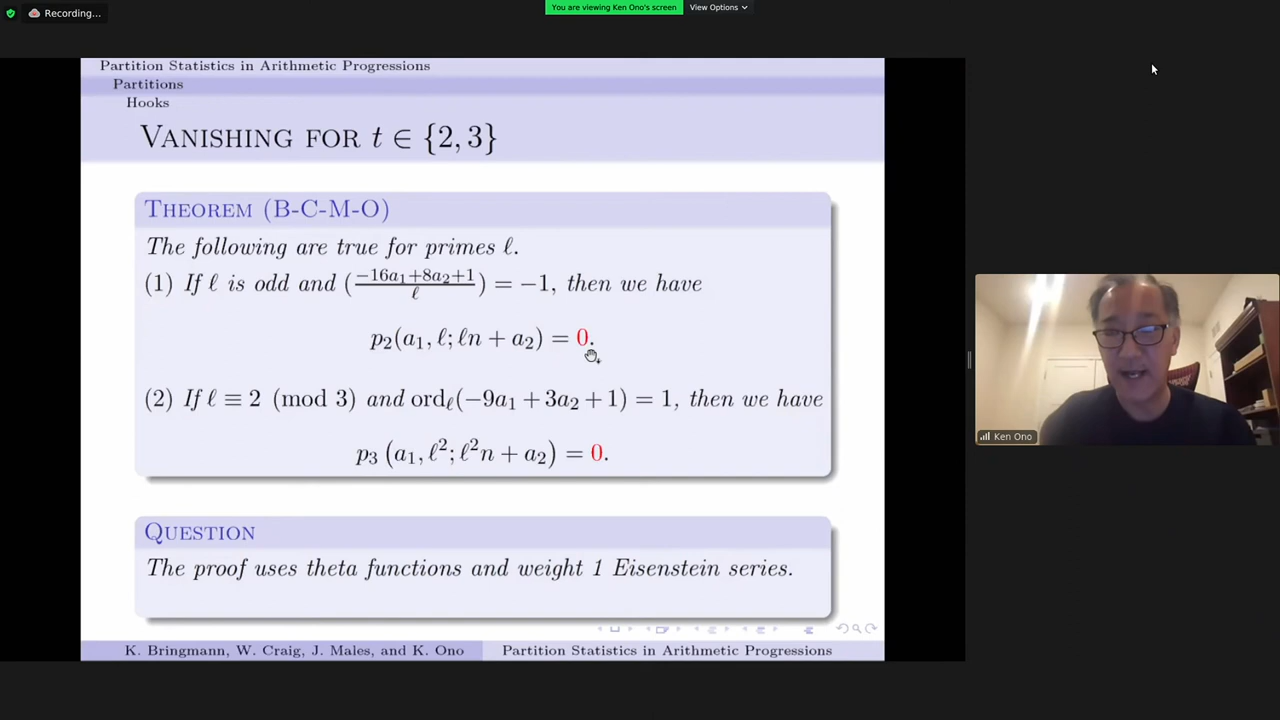 Recording...
You are viewing Ken Ono's screen
View Options
Partition Statistics in Arithmetic Progressions
Partitions
Hooks
VANISHING FOR t ∈ {2, 3}
THEOREM (B-C-M-O)
The following are true for primes ℓ.
(1) If ℓ is odd and (\frac{−16a₁+8a₂+1}{ℓ}) = −1, then we have
p₂(a₁, ℓ; ℓn + a₂) = 0.
(2) If ℓ ≡ 2 (mod 3) and ord_ℓ(−9a₁ + 3a₂ + 1) = 1, then we have
p₃ (a₁, ℓ²; ℓ²n + a₂) = 0.
QUESTION
The proof uses theta functions and weight 1 Eisenstein series.
K. Bringmann, W. Craig, J. Males, and K. Ono
Partition Statistics in Arithmetic Progressions
Ken Ono